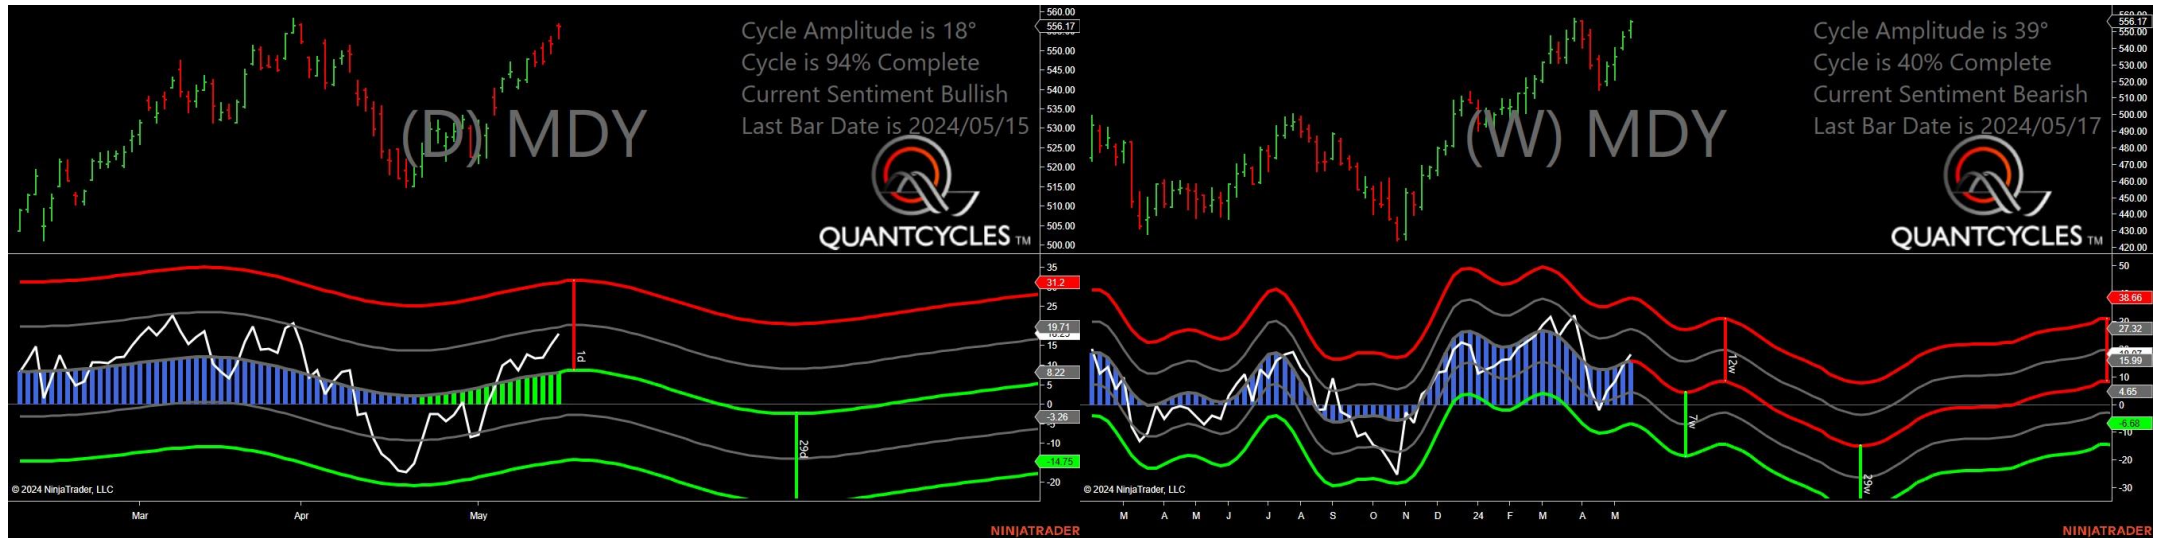 Cycle Amplitude is 18°
Cycle is 94% Complete
Current Sentiment Bullish
Last Bar Date is 2024/05/15
(D) MDY
QUANTCYCLES TM
560.00
556.17
550.00
545.00
540.00
535.00
530.00
525.00
520.00
515.00
510.00
505.00
500.00
35
31.2
25
19.71
15
10
8.22
5
0
-3.26
-10
-14.75
-20
1d
29d
© 2024 NinjaTrader, LLC
Mar
Apr
May
NINJATRADER
Cycle Amplitude is 39°
Cycle is 40% Complete
Current Sentiment Bearish
Last Bar Date is 2024/05/17
(W) MDY
QUANTCYCLES TM
556.17
550.00
540.00
530.00
520.00
510.00
500.00
490.00
480.00
470.00
460.00
450.00
440.00
430.00
420.00
50
38.66
27.32
15.99
10
4.65
0
-6.68
-10
-20
-30
12w
7w
29w
© 2024 NinjaTrader, LLC
M A M J J A S O N D 24 F M A M
NINJATRADER